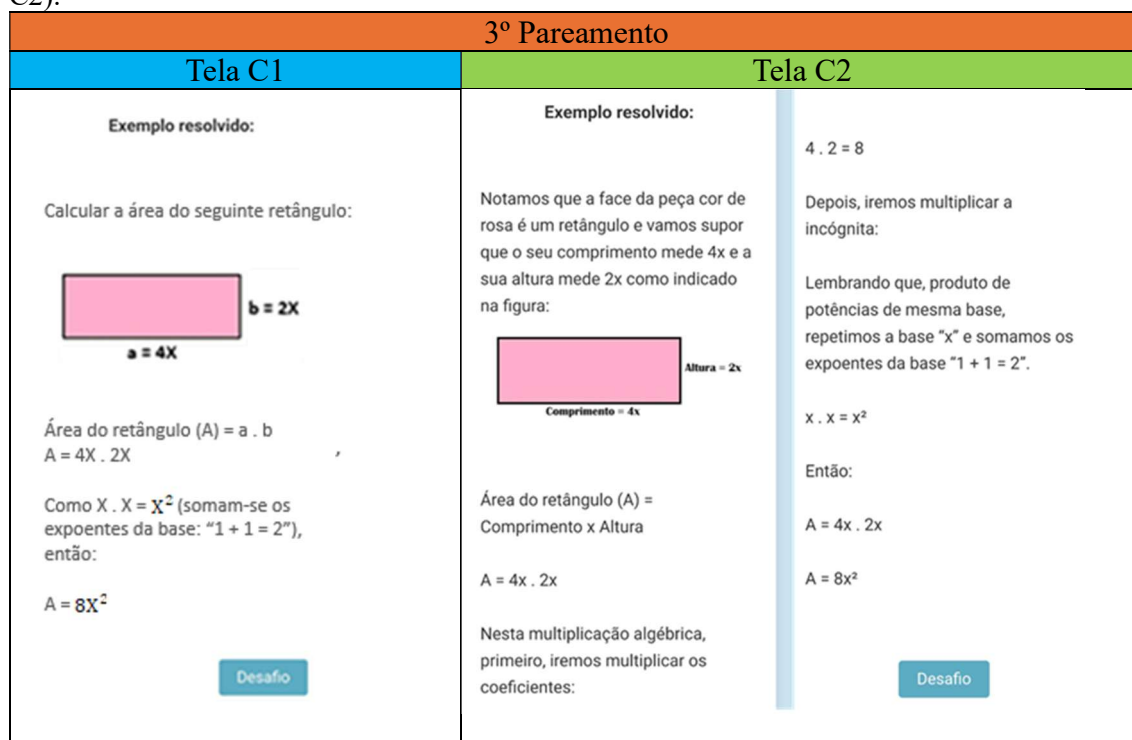 C2).
3º Pareamento
Tela C1
Tela C2
Exemplo resolvido:
Calcular a área do seguinte retângulo:
b = 2X
a = 4X
Área do retângulo (A) = a . b
A = 4X . 2X ,
Como X . X = X² (somam-se os
expoentes da base: “1 + 1 = 2”),
então:
A = 8X²
Desafio
Exemplo resolvido:
Notamos que a face da peça cor de
rosa é um retângulo e vamos supor
que o seu comprimento mede 4x e a
sua altura mede 2x como indicado
na figura:
Altura = 2x
Comprimento = 4x
Área do retângulo (A) =
Comprimento x Altura
A = 4x . 2x
Nesta multiplicação algébrica,
primeiro, iremos multiplicar os
coeficientes:
4 . 2 = 8
Depois, iremos multiplicar a
incógnita:
Lembrando que, produto de
potências de mesma base,
repetimos a base “x” e somamos os
expoentes da base “1 + 1 = 2”.
x . x = x²
Então:
A = 4x . 2x
A = 8x²
Desafio